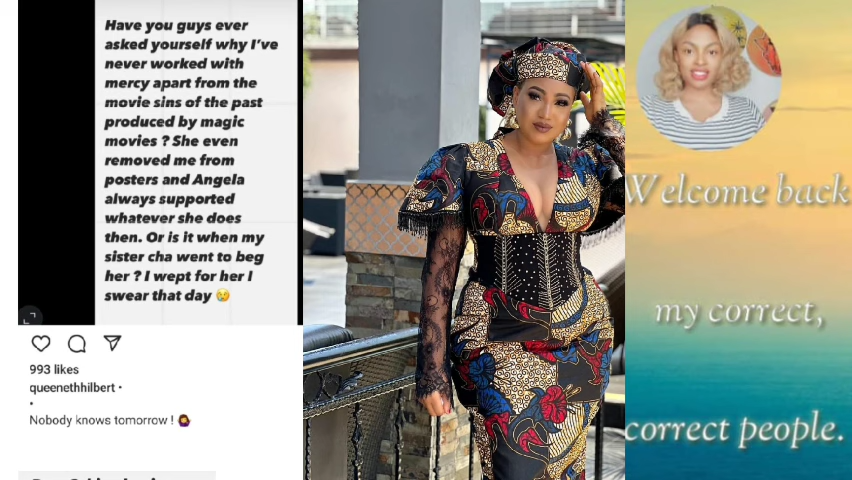 Have you guys ever
asked yourself why I've
never worked with
mercy apart from the
movie sins of the past
produced by magic
movies ? She even
removed me from
posters and Angela
always supported
whatever she does
then. Or is it when my
sister cha went to beg
her ? I wept for her I
swear that day 😢
993 likes
queenethhilbert •
•
Nobody knows tomorrow ! 🤷‍♀️
Welcome back
my correct,
correct people.